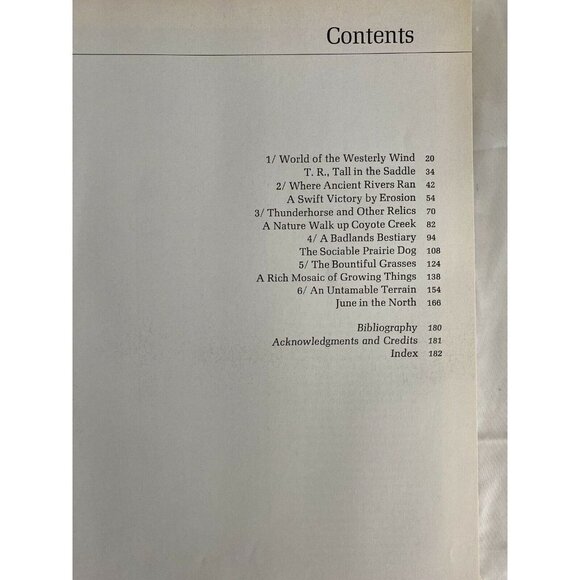 Contents
1/ World of the Westerly Wind 20
T. R., Tall in the Saddle 34
2/ Where Ancient Rivers Ran 42
A Swift Victory by Erosion 54
3/ Thunderhorse and Other Relics 70
A Nature Walk up Coyote Creek 82
4/ A Badlands Bestiary 94
The Sociable Prairie Dog 108
5/ The Bountiful Grasses 124
A Rich Mosaic of Growing Things 138
6/ An Untamable Terrain 154
June in the North 166
Bibliography 180
Acknowledgments and Credits 181
Index 182